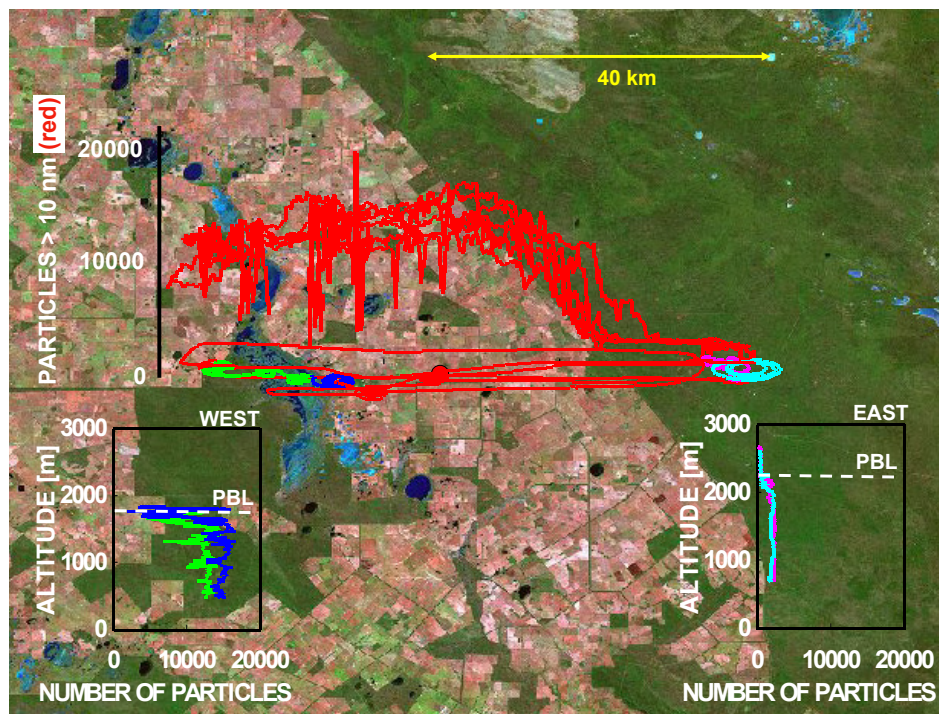 40 km
PARTICLES > 10 nm (red)
20000
10000
0
WEST
3000
PBL
2000
1000
0
ALTITUDE [m]
0 10000 20000
NUMBER OF PARTICLES
EAST
3000
PBL
2000
1000
0
ALTITUDE [m]
0 10000 20000
NUMBER OF PARTICLES